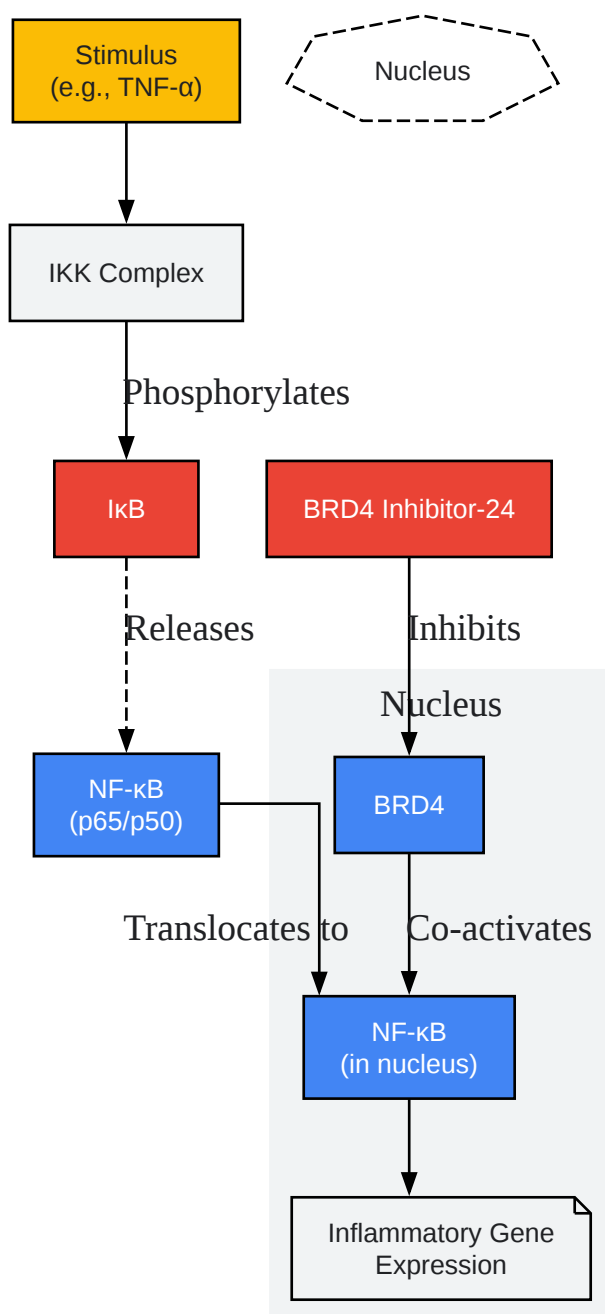 Stimulus
(e.g., TNF-α)
Nucleus
IKK Complex
Phosphorylates
IκB
BRD4 Inhibitor-24
Releases
Inhibits
Nucleus
NF-κB
(p65/p50)
BRD4
Translocates to
Co-activates
NF-κB
(in nucleus)
Inflammatory Gene
Expression